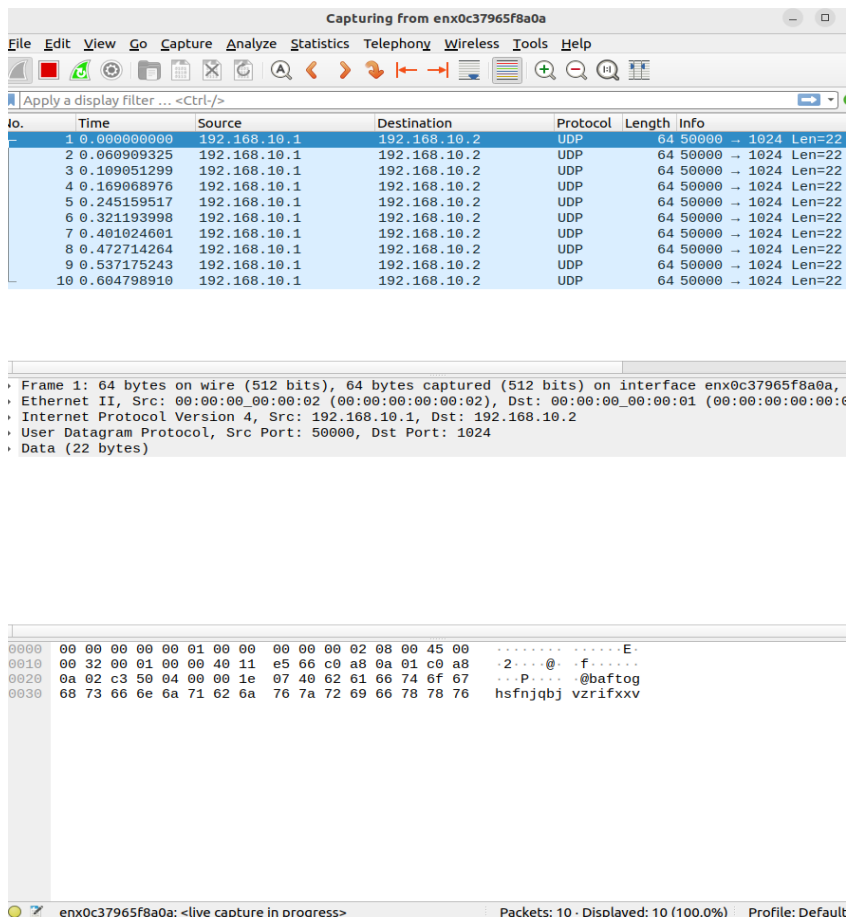 Capturing from enx0c37965f8a0a
File Edit View Go Capture Analyze Statistics Telephony Wireless Tools Help
Apply a display filter ... <Ctrl-/>
No. Time Source Destination Protocol Length Info
1 0.000000000 192.168.10.1 192.168.10.2 UDP 64 50000 → 1024 Len=22
2 0.060909325 192.168.10.1 192.168.10.2 UDP 64 50000 → 1024 Len=22
3 0.109051299 192.168.10.1 192.168.10.2 UDP 64 50000 → 1024 Len=22
4 0.169068976 192.168.10.1 192.168.10.2 UDP 64 50000 → 1024 Len=22
5 0.245159517 192.168.10.1 192.168.10.2 UDP 64 50000 → 1024 Len=22
6 0.321193998 192.168.10.1 192.168.10.2 UDP 64 50000 → 1024 Len=22
7 0.401024601 192.168.10.1 192.168.10.2 UDP 64 50000 → 1024 Len=22
8 0.472714264 192.168.10.1 192.168.10.2 UDP 64 50000 → 1024 Len=22
9 0.537175243 192.168.10.1 192.168.10.2 UDP 64 50000 → 1024 Len=22
10 0.604798910 192.168.10.1 192.168.10.2 UDP 64 50000 → 1024 Len=22
Frame 1: 64 bytes on wire (512 bits), 64 bytes captured (512 bits) on interface enx0c37965f8a0a,
Ethernet II, Src: 00:00:00_00:00:02 (00:00:00:00:00:02), Dst: 00:00:00_00:00:01 (00:00:00:00:00:0
Internet Protocol Version 4, Src: 192.168.10.1, Dst: 192.168.10.2
User Datagram Protocol, Src Port: 50000, Dst Port: 1024
Data (22 bytes)
0000 00 00 00 00 00 01 00 00 00 00 00 02 08 00 45 00 ········ ······E·
0010 00 32 00 01 00 00 40 11 e5 66 c0 a8 0a 01 c0 a8 ·2····@· ·f······
0020 0a 02 c3 50 04 00 00 1e 07 40 62 61 66 74 6f 67 ···P···· ·@baftog
0030 68 73 66 6e 6a 71 62 6a 76 7a 72 69 66 78 78 76 hsfnjqbj vzrifxxv
enx0c37965f8a0a: <live capture in progress> Packets: 10 · Displayed: 10 (100.0%) Profile: Default